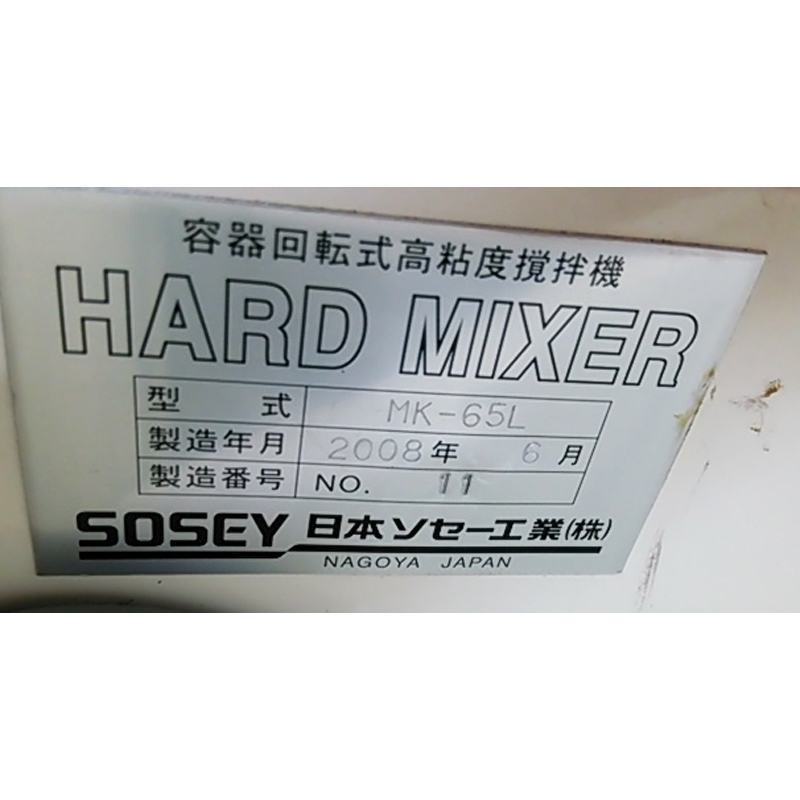 容器回転式高粘度撹拌機
HARD MIXER
型 式 MK-65L
製造年月 2008年 6月
製造番号 NO. 11
SOSEY 日本ソセー工業(株)
NAGOYA JAPAN